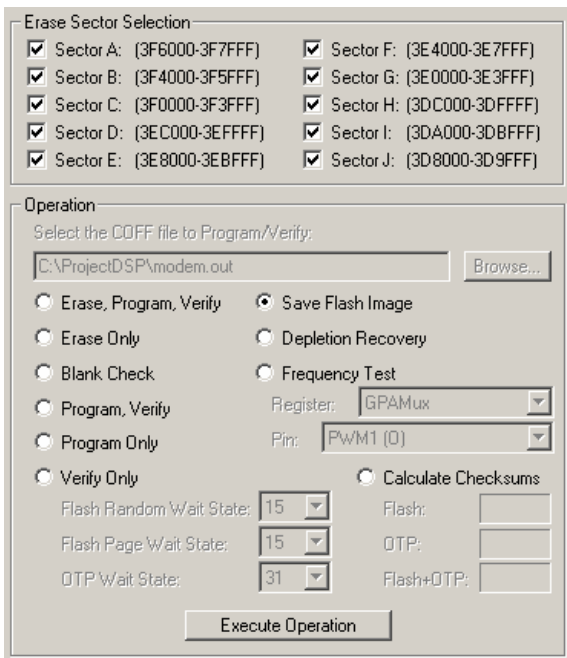 Erase Sector Selection
Sector A: (3F6000-3F7FFF) Sector F: (3E4000-3E7FFF)
Sector B: (3F4000-3F5FFF) Sector G: (3E0000-3E3FFF)
Sector C: (3F0000-3F3FFF) Sector H: (3DC000-3DFFFF)
Sector D: (3EC000-3EFFFF) Sector I: (3DA000-3DBFFF)
Sector E: (3E8000-3EBFFF) Sector J: (3D8000-3D9FFF)
Operation
Select the COFF file to Program/Verify:
C:\ProjectDSP\modem.out Browse...
Erase, Program, Verify Save Flash Image
Erase Only Depletion Recovery
Blank Check Frequency Test
Program, Verify Register: GPAMux
Program Only Pin: PWM1 (0)
Verify Only Calculate Checksums
Flash Random Wait State: 15 Flash:
Flash Page Wait State: 15 OTP:
OTP Wait State: 31 Flash+OTP:
Execute Operation